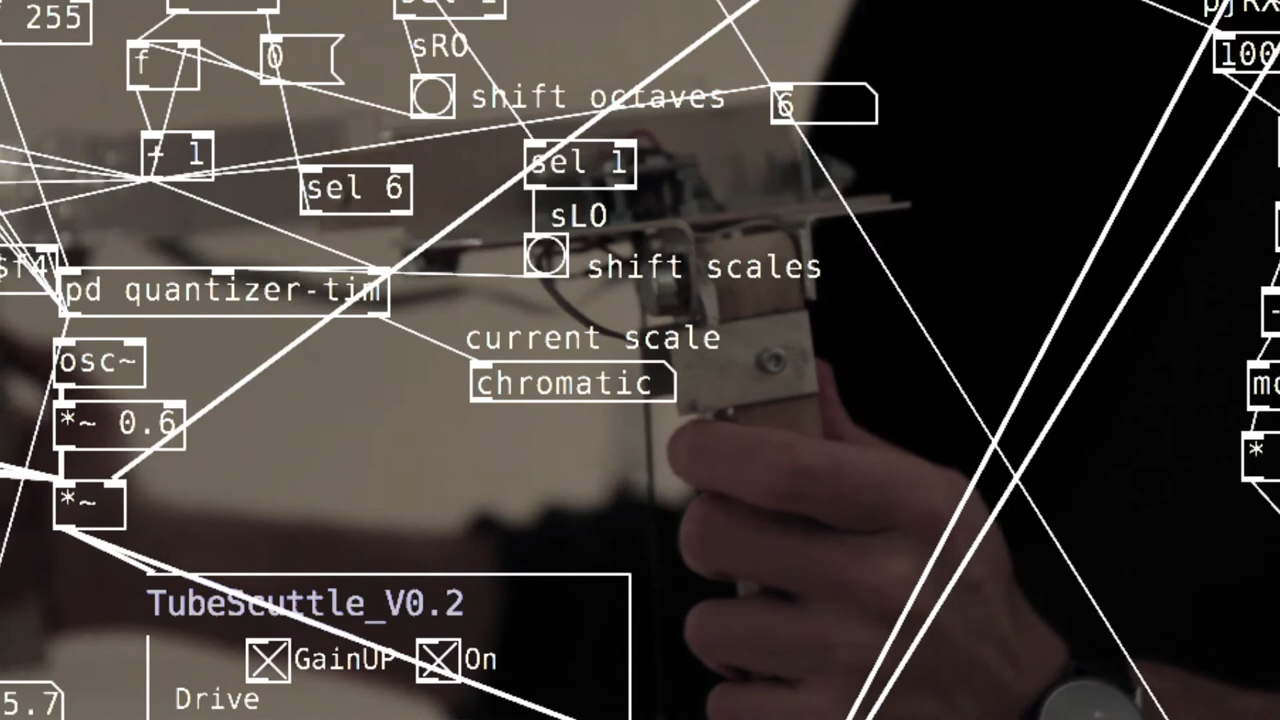 255
f
0
sRO
shift octaves
6
100
+ 1
sel 1
sel 6
sLO
shift scales
pd quantizer-tim
current scale
chromatic
osc~
*~ 0.6
*
*~
TubeScuttle_V0.2
GainUP
On
5.7
Drive